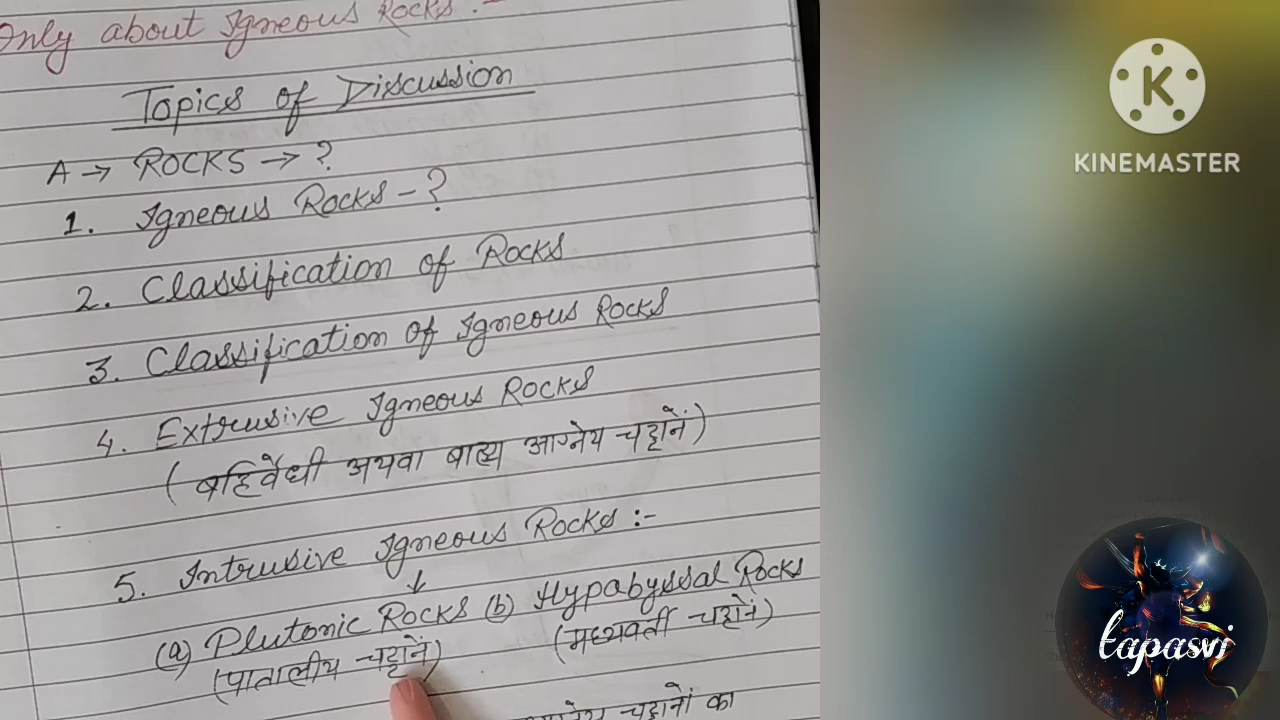 Only about Igneous Rocks :-
Topics of Discussion
A → ROCKS → ?
1. Igneous Rocks - ?
2. Classification of Rocks
3. Classification of Igneous Rocks
4. Extrusive Igneous Rocks
( बहिर्वेधी अथवा बाह्य आग्नेय चट्टानें )
5. Intrusive Igneous Rocks :-
↓
(a) Plutonic Rocks (b) Hypabyssal Rocks
(पातालीय चट्टानें) (मध्यवर्ती चट्टानें)
चट्टानों का
K
KINEMASTER
tapasvi